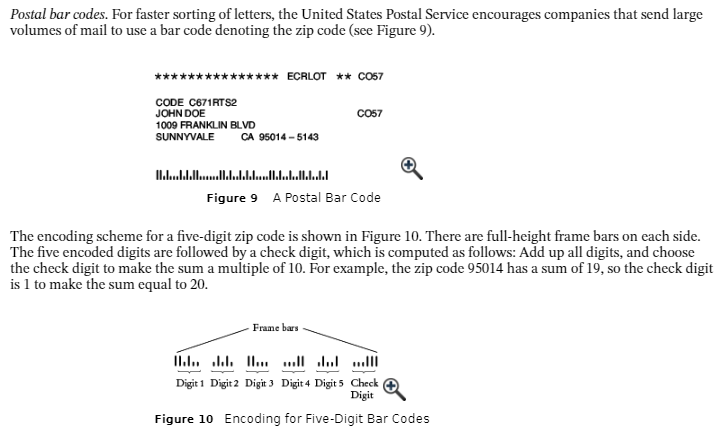 Postal bar codes. For faster sorting of letters, the United States Postal Service encourages companies that send large
volumes of mail to use a bar code denoting the zip code (see Figure 9).
*************** ECRLOT ** CO57
CODE C671RTS2
JOHN DOE CO57
1009 FRANKLIN BLVD
SUNNYVALE CA 95014 – 5143
Figure 9 A Postal Bar Code
The encoding scheme for a five-digit zip code is shown in Figure 10. There are full-height frame bars on each side.
The five encoded digits are followed by a check digit, which is computed as follows: Add up all digits, and choose
the check digit to make the sum a multiple of 10. For example, the zip code 95014 has a sum of 19, so the check digit
is 1 to make the sum equal to 20.
Frame bars
Digit 1 Digit 2 Digit 3 Digit 4 Digit 5 Check
Digit
Figure 10 Encoding for Five-Digit Bar Codes